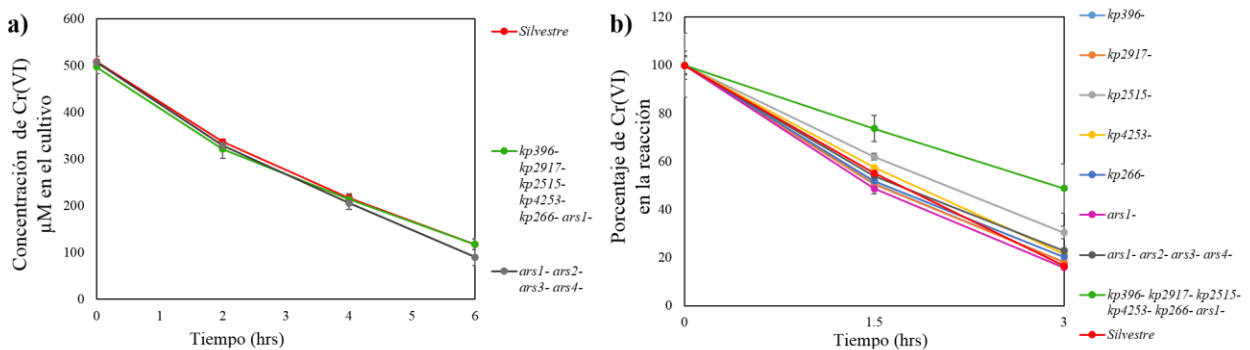 a)
Concentración de Cr(VI)
µM en el cultivo
600
500
400
300
200
100
0
0
1
2
3
4
5
6
Tiempo (hrs)
Silvestre
kp396-
kp2917-
kp2515-
kp4253-
kp266- ars1-
ars1- ars2-
ars3- ars4-
b)
Porcentaje de Cr(VI)
en la reacción
120
100
80
60
40
20
0
0
1.5
3
Tiempo (hrs)
kp396-
kp2917-
kp2515-
kp4253-
kp266-
ars1-
ars1- ars2- ars3- ars4-
kp396- kp2917- kp2515-
kp4253- kp266- ars1-
Silvestre